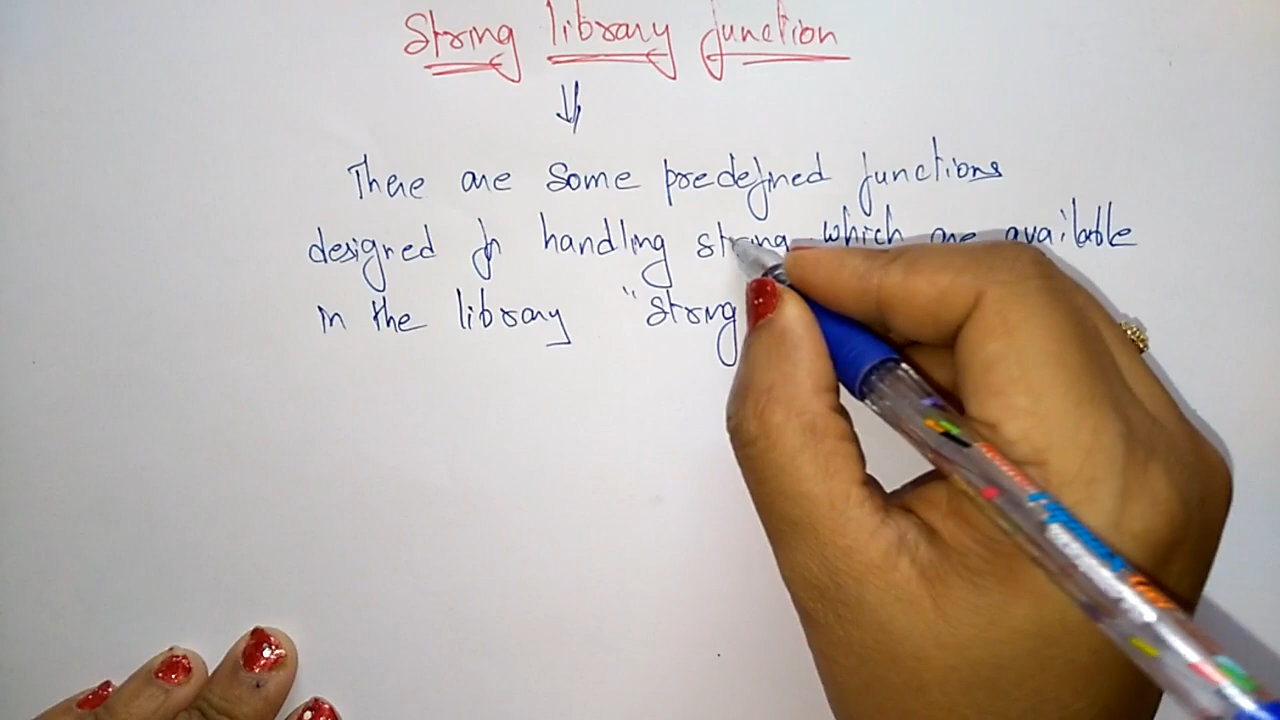 String library function
There are some predefined functions
designed for handling string which are available
in the library "string